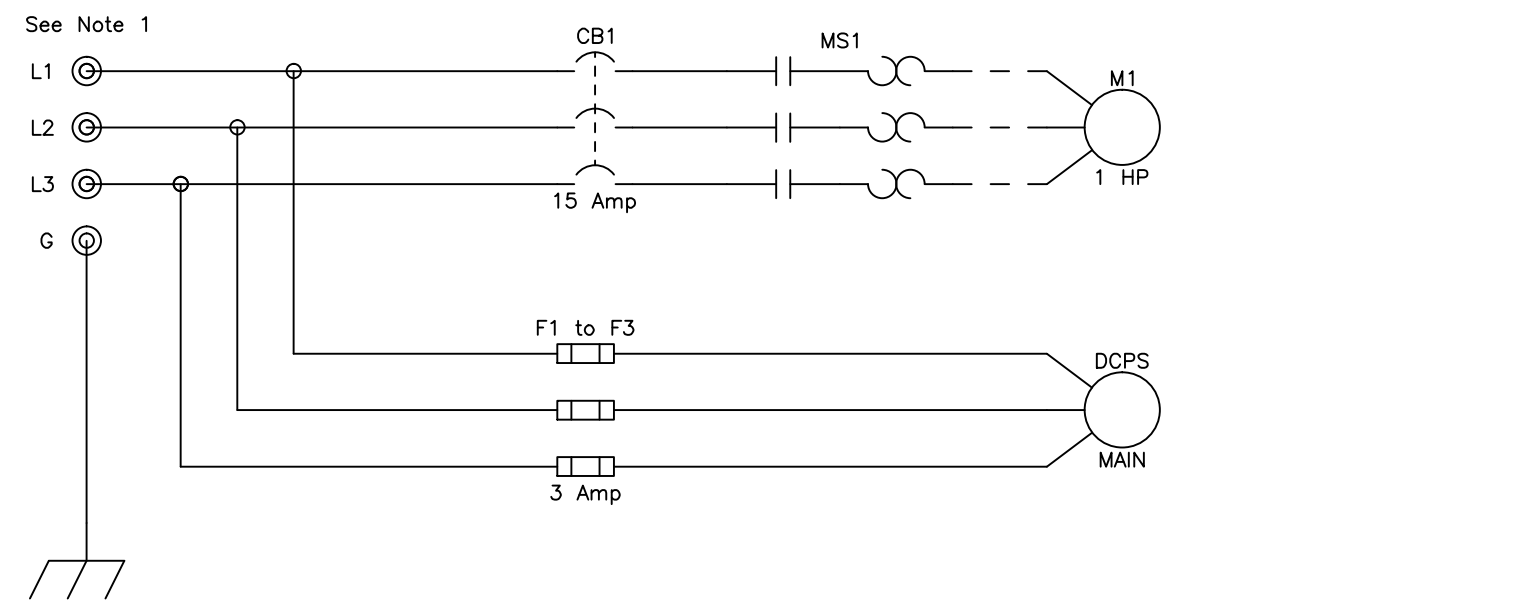 See Note 1
CB1
MS1
L1
M1
L2
L3
1 HP
15 Amp
G
F1 to F3
DCPS
MAIN
3 Amp